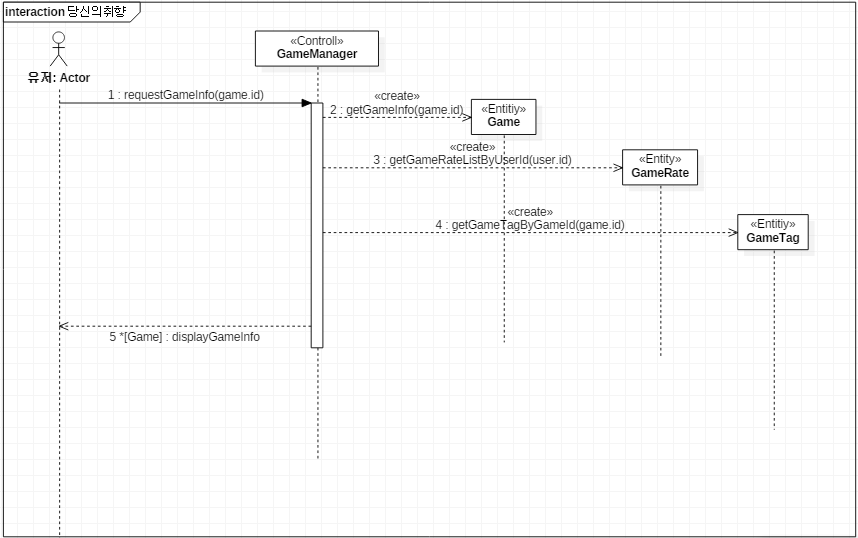 interaction 당신의취향
유저: Actor
«Controll»
GameManager
1 : requestGameInfo(game.id)
«create»
2 : getGameInfo(game.id)
«Entitiy»
Game
«create»
3 : getGameRateListByUserId(user.id)
«Entity»
GameRate
«create»
4 : getGameTagByGameId(game.id)
«Entitiy»
GameTag
5 *[Game] : displayGameInfo